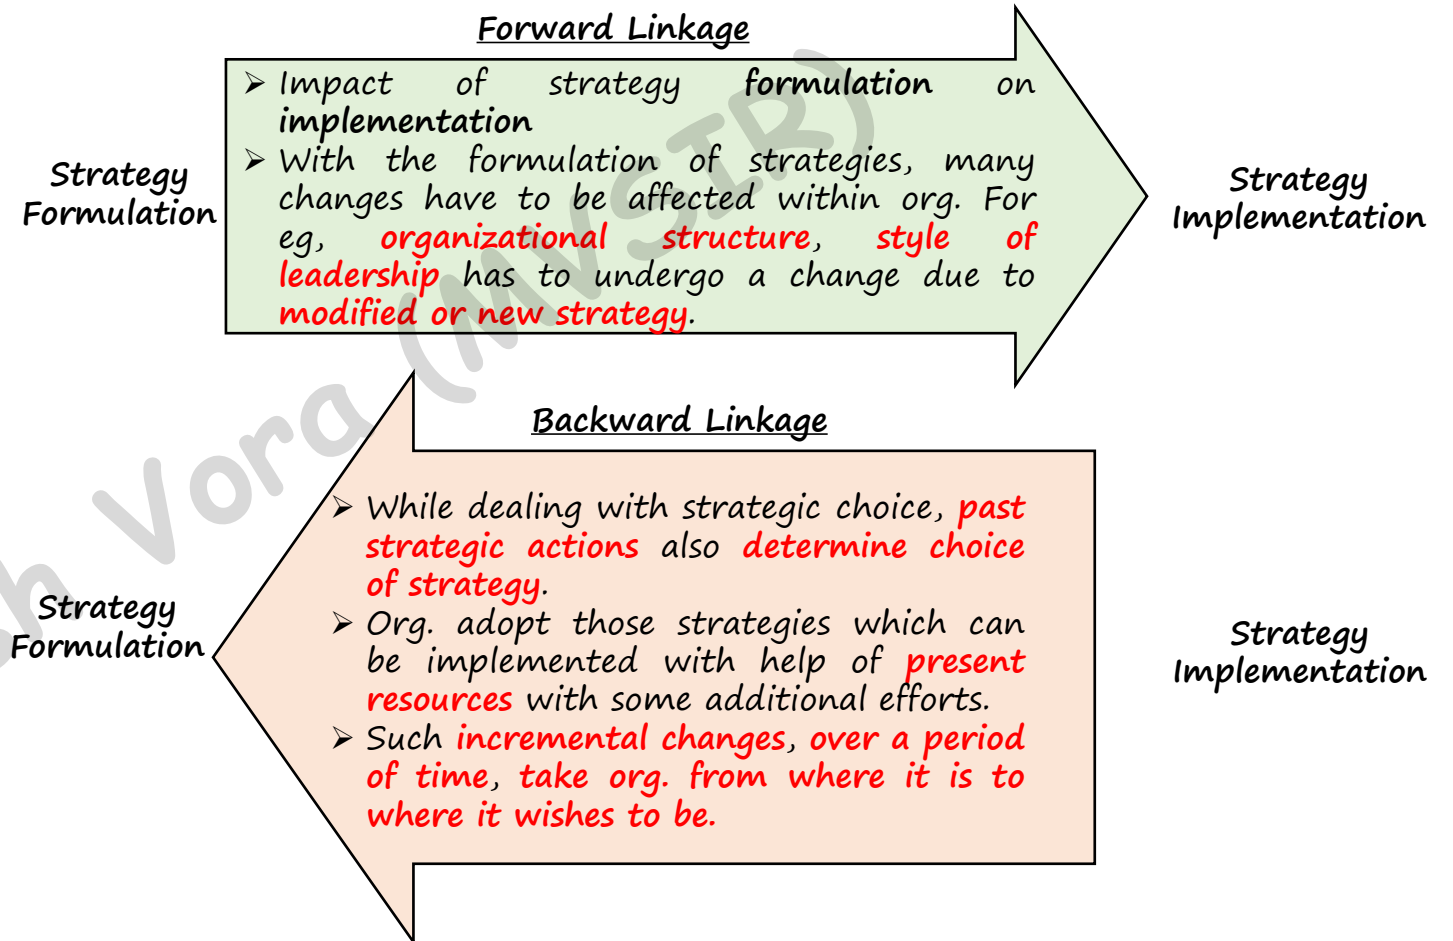 Forward Linkage
➢ Impact of strategy formulation on
implementation
➢ With the formulation of strategies, many
changes have to be affected within org. For
eg, organizational structure, style of
leadership has to undergo a change due to
modified or new strategy.
Strategy
Formulation
Strategy
Implementation
Backward Linkage
➢ While dealing with strategic choice, past
strategic actions also determine choice
of strategy.
➢ Org. adopt those strategies which can
be implemented with help of present
resources with some additional efforts.
➢ Such incremental changes, over a period
of time, take org. from where it is to
where it wishes to be.
Strategy
Formulation
Strategy
Implementation
Vora (MVSIR)